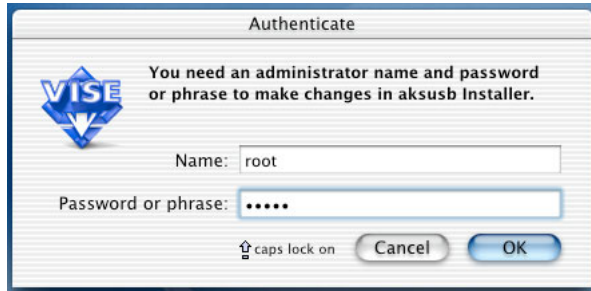 Authenticate
VISE
You need an administrator name and password
or phrase to make changes in aksusb Installer.
Name: root
Password or phrase: •••••
caps lock on Cancel OK